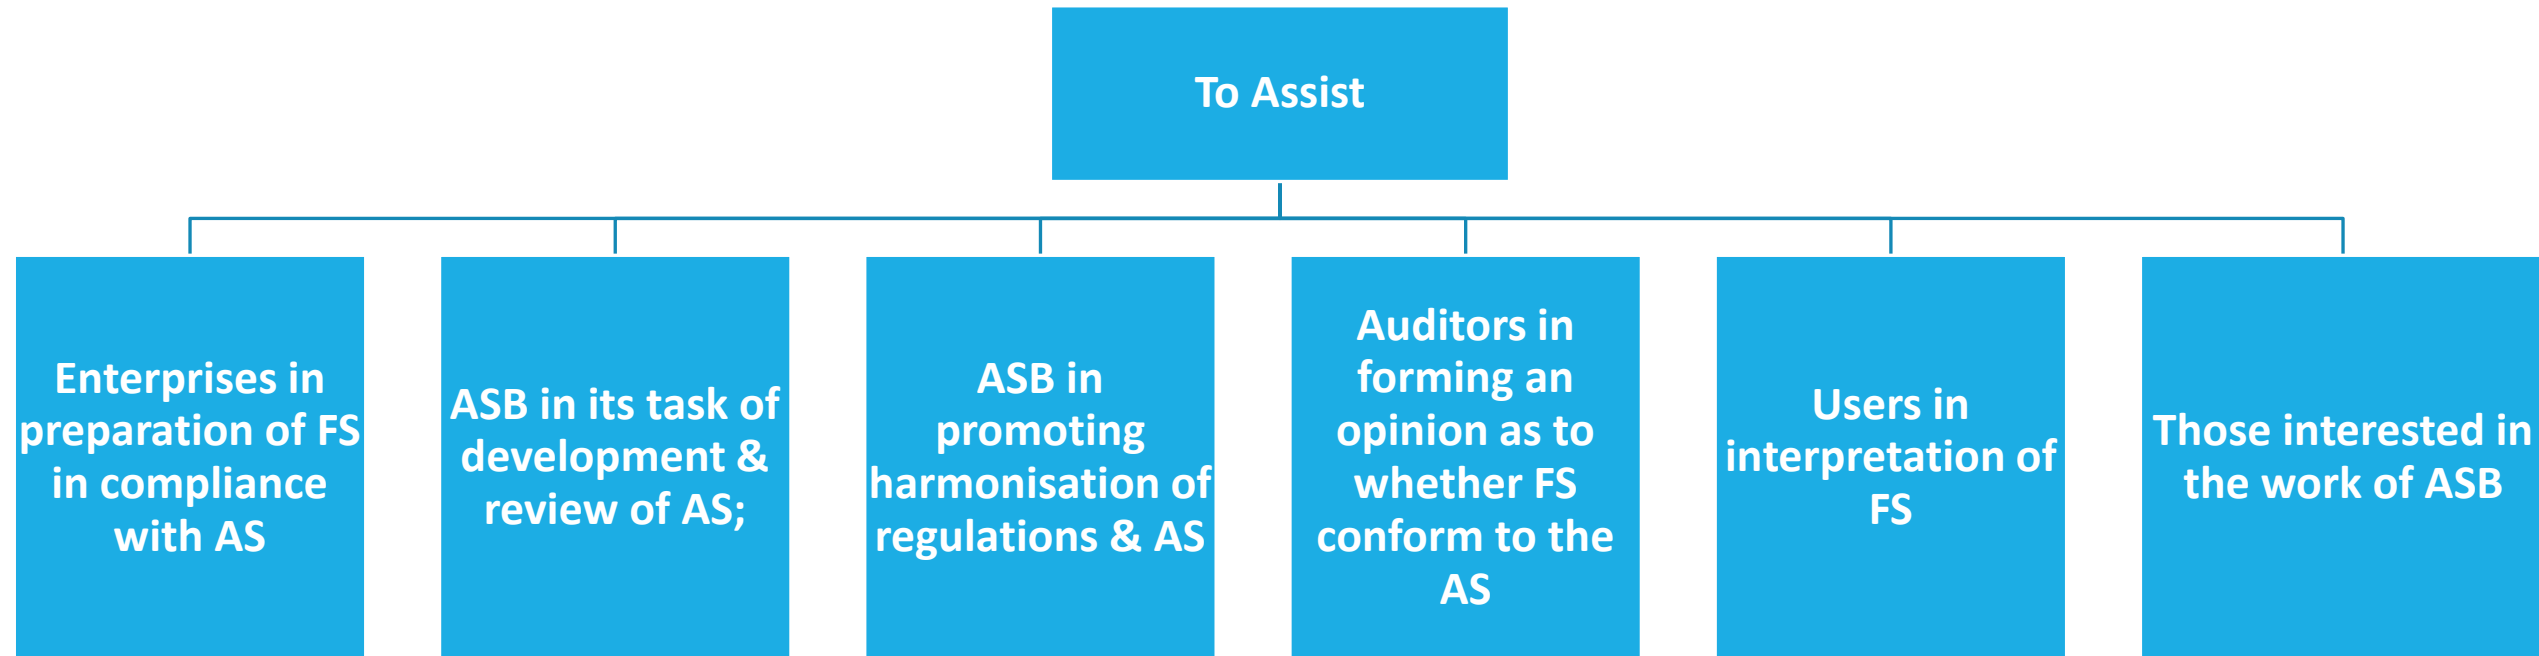 To Assist
Enterprises in
preparation of FS
in compliance
with AS
ASB in its task of
development &
review of AS;
ASB in
promoting
harmonisation of
regulations & AS
Auditors in
forming an
opinion as to
whether FS
conform to the
AS
Users in
interpretation of
FS
Those interested in
the work of ASB